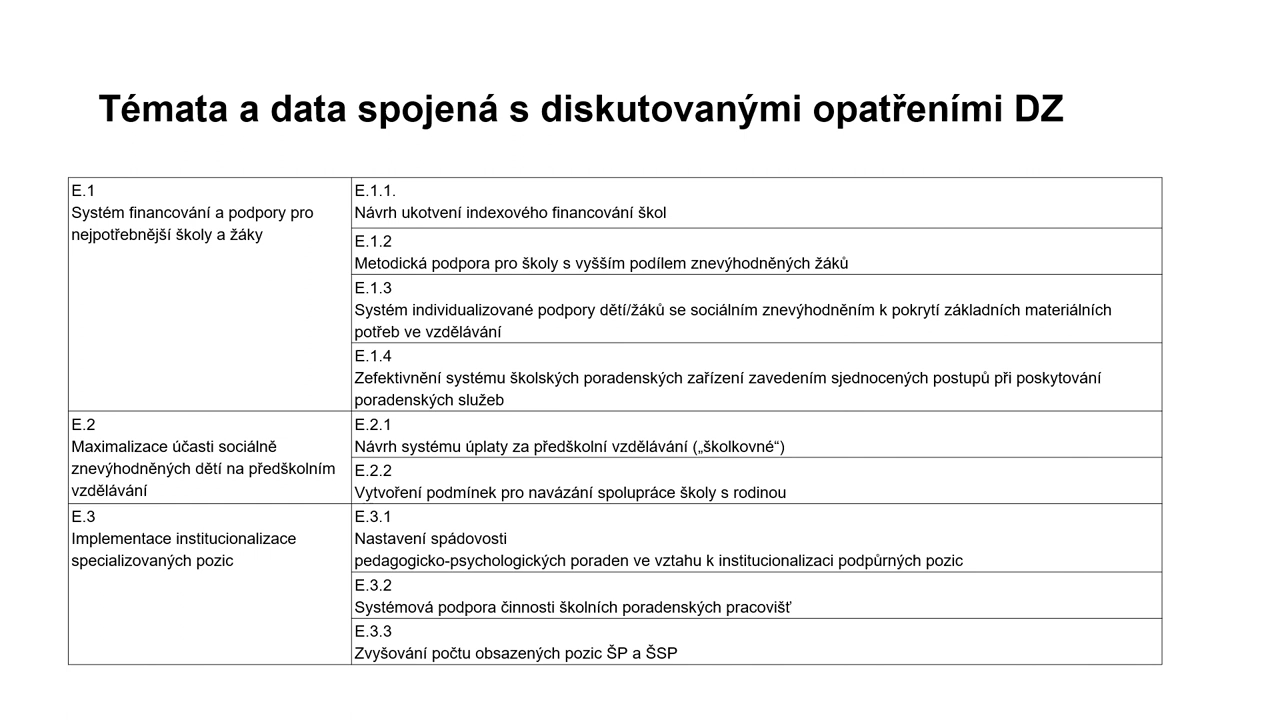 Témata a data spojená s diskutovanými opatřeními DZ
E.1
Systém financování a podpory pro
nejpotřebnější školy a žáky
E.1.1.
Návrh ukotvení indexového financování škol
E.1.2
Metodická podpora pro školy s vyšším podílem znevýhodněných žáků
E.1.3
Systém individualizované podpory dětí/žáků se sociálním znevýhodněním k pokrytí základních materiálních
potřeb ve vzdělávání
E.1.4
Zefektivnění systému školských poradenských zařízení zavedením sjednocených postupů při poskytování
poradenských služeb
E.2
Maximalizace účasti sociálně
znevýhodněných dětí na předškolním
vzdělávání
E.2.1
Návrh systému úplaty za předškolní vzdělávání („školkovné“)
E.2.2
Vytvoření podmínek pro navázání spolupráce školy s rodinou
E.3
Implementace institucionalizace
specializovaných pozic
E.3.1
Nastavení spádovosti
pedagogicko-psychologických poraden ve vztahu k institucionalizaci podpůrných pozic
E.3.2
Systémová podpora činnosti školních poradenských pracovišť
E.3.3
Zvyšování počtu obsazených pozic ŠP a ŠSP